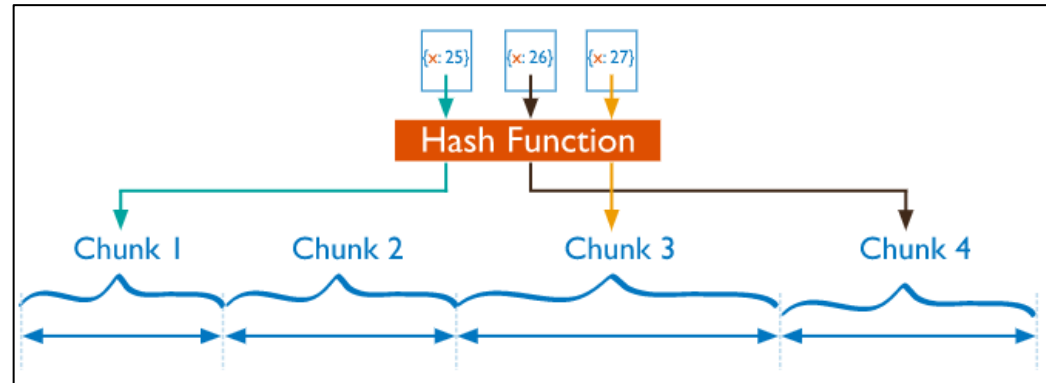 {x: 25} {x: 26} {x: 27}
Hash Function
Chunk 1 Chunk 2 Chunk 3 Chunk 4